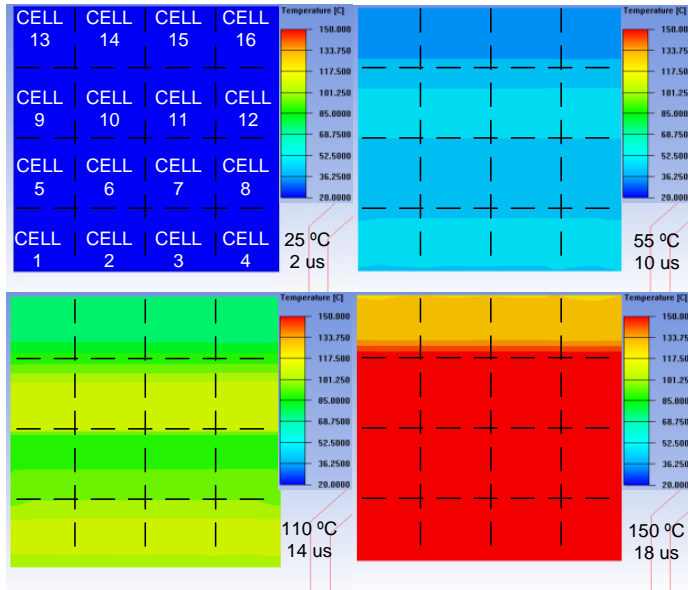 CELL CELL CELL CELL
13 14 15 16
CELL CELL CELL CELL
9 10 11 12
CELL CELL CELL CELL
5 6 7 8
CELL CELL CELL CELL
1 2 3 4
Temperature [C]
150.000
133.750
117.500
101.250
85.0000
68.7500
52.5000
36.2500
20.0000
25 ºC
2 us
Temperature [C]
150.000
133.750
117.500
101.250
85.0000
68.7500
52.5000
36.2500
20.0000
55 ºC
10 us
Temperature [C]
150.000
133.750
117.500
101.250
85.0000
68.7500
52.5000
36.2500
20.0000
110 ºC
14 us
Temperature [C]
150.000
133.750
117.500
101.250
85.0000
68.7500
52.5000
36.2500
20.0000
150 ºC
18 us